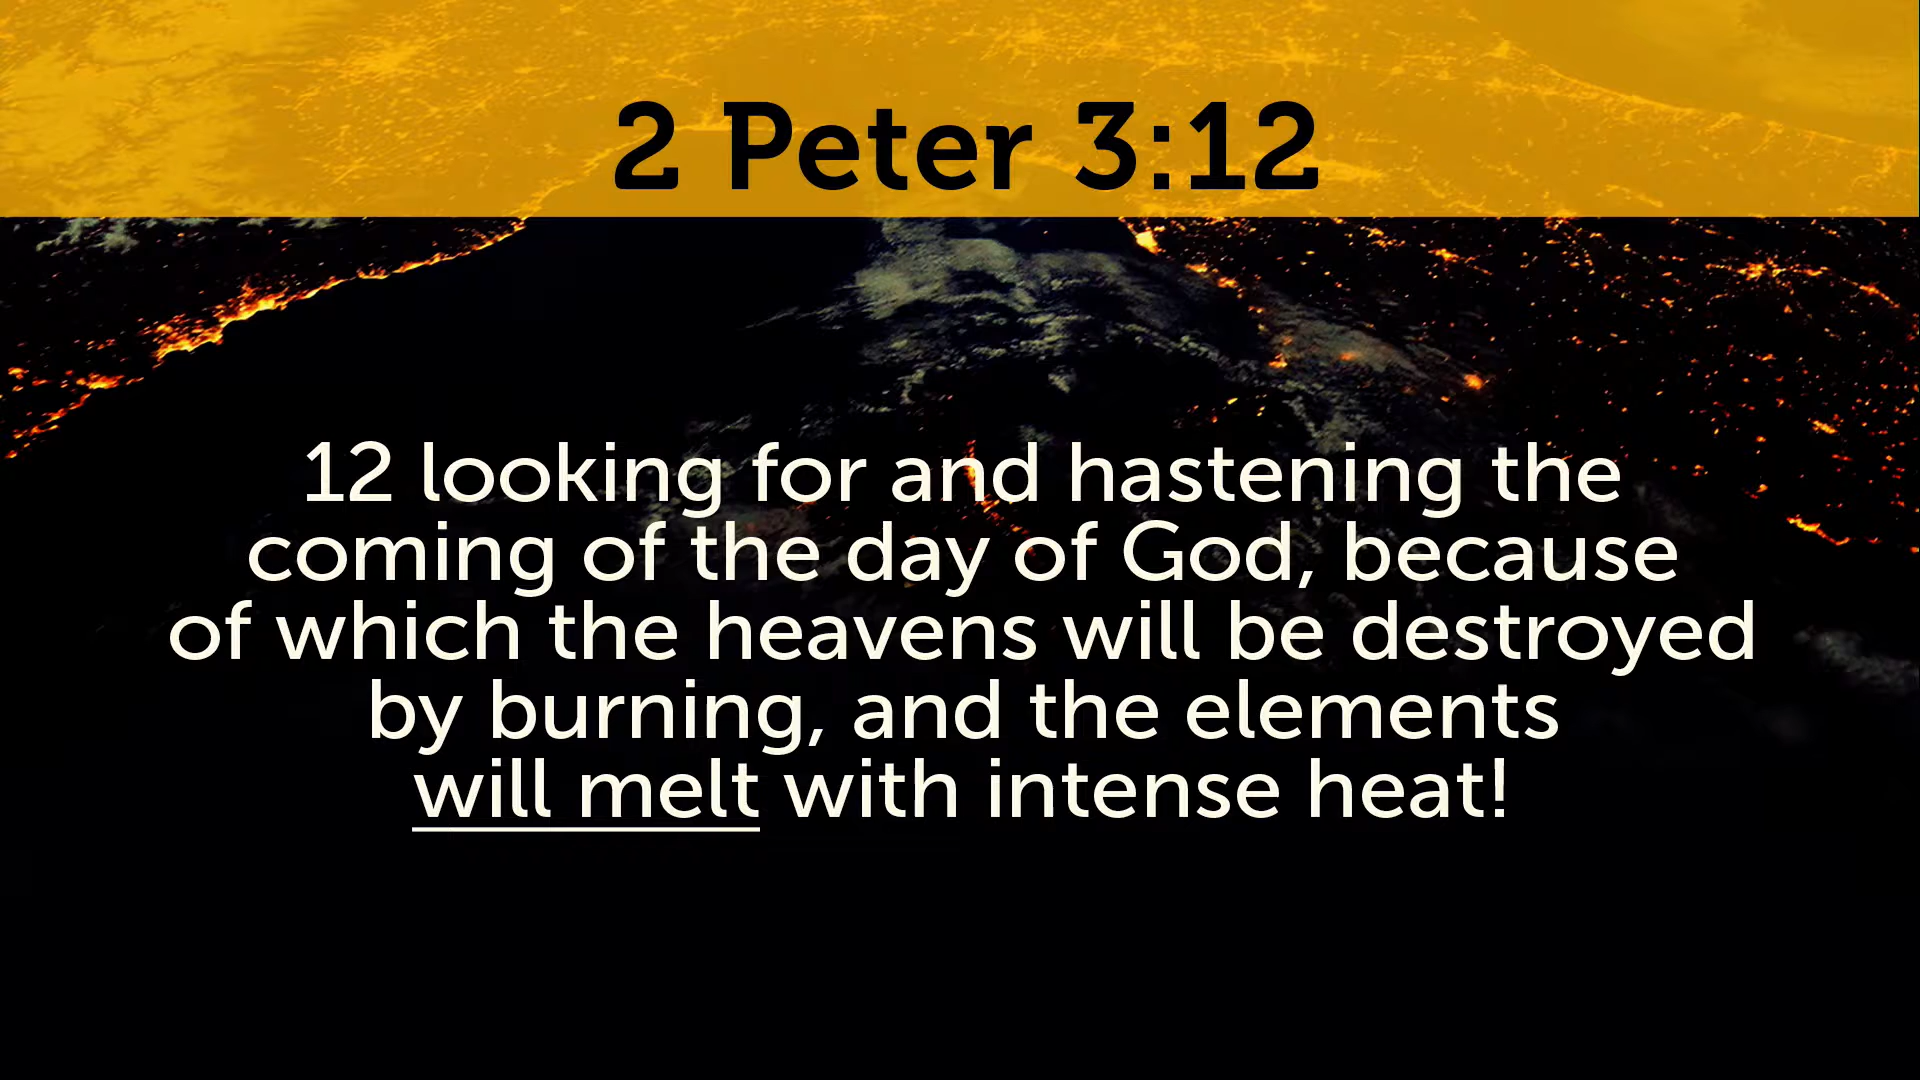 2 Peter 3:12
12 looking for and hastening the
coming of the day of God, because
of which the heavens will be destroyed
by burning, and the elements
will melt with intense heat!